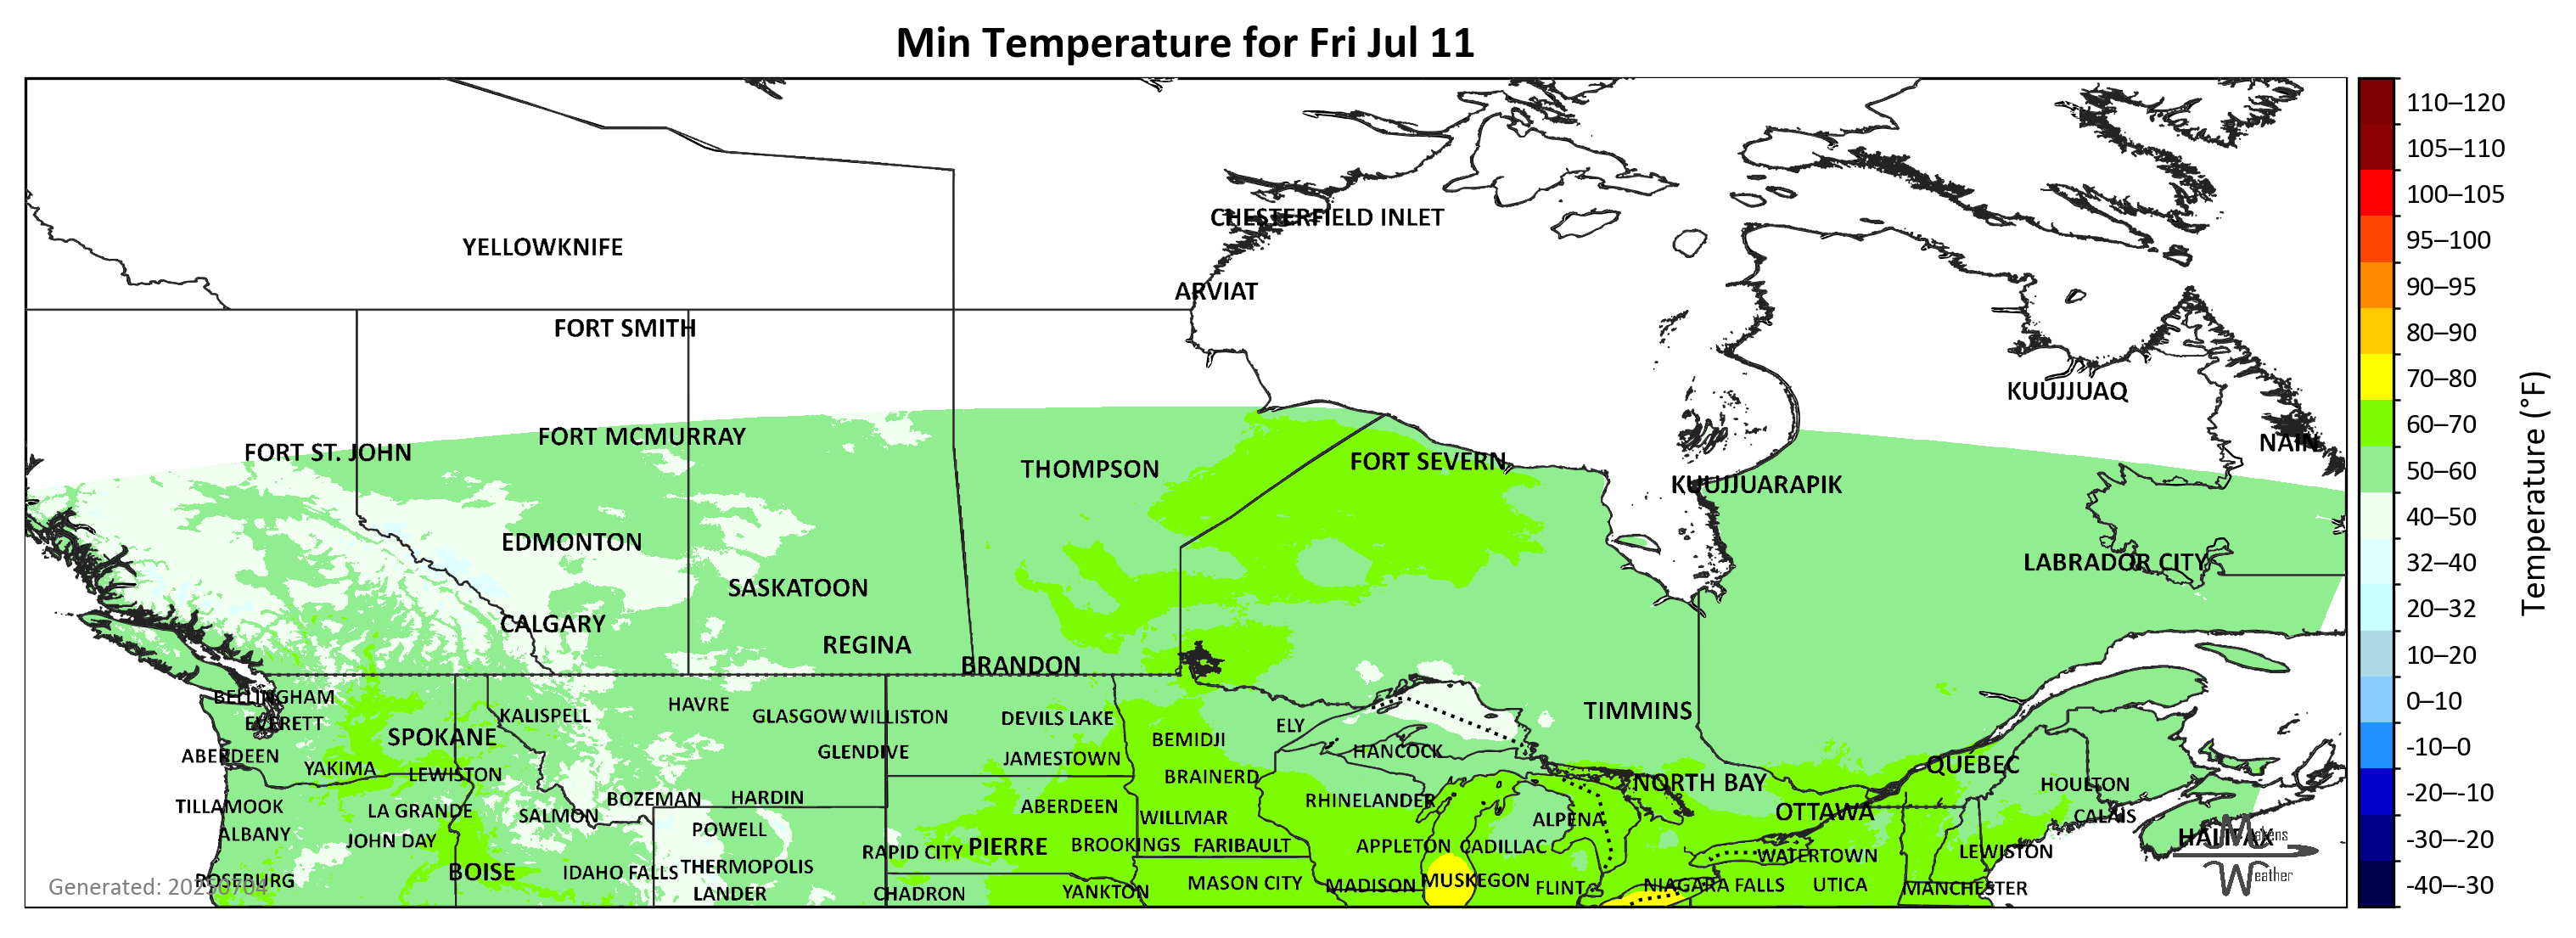 Min Temperature for Fri Jul 11
CHESTERFIELD INLET
YELLOWKNIFE
ARVIAT
FORT SMITH
KUUJJUAQ
FORT MCMURRAY
NAIN
FORT ST. JOHN
FORT SEVERN
THOMPSON
KUUJJUARAPIK
EDMONTON
LABRADOR CITY
SASKATOON
CALGARY
REGINA
BRANDON
BELLINGHAM
HAVRE
TIMMINS
KALISPELL
GLASGOW
WILLISTON
DEVILS LAKE
EVERETT
ELY
SPOKANE
BEMIDJI
GLENDIVE
HANCOCK
ABERDEEN
JAMESTOWN
QUÉBEC
YAKIMA
LEWISTON
BRAINERD
NORTH BAY
HOULTON
BOZEMAN
HARDIN
RHINELANDER
TILLAMOOK
LA GRANDE
ABERDEEN
OTTAWA
SALMON
WILLMAR
CALAIS
ALPENA
ALBANY
POWELL
HALIFAX
JOHN DAY
PIERRE
BROOKINGS
FARIBAULT
APPLETON
CADILLAC
RAPID CITY
WATERTOWN
LEWISTON
THERMOPOLIS
BOISE
IDAHO FALLS
ROSEBURG
MUSKEGON
MASON CITY
MADISON
FLINT
NIAGARA FALLS
UTICA
MANCHESTER
LANDER
CHADRON
YANKTON
Generated: 20250704
Makens
Weather
110–120
105–110
100–105
95–100
90–95
80–90
70–80
60–70
50–60
40–50
32–40
20–32
10–20
0–10
-10–0
-20–-10
-30–-20
-40–-30
Temperature (°F)